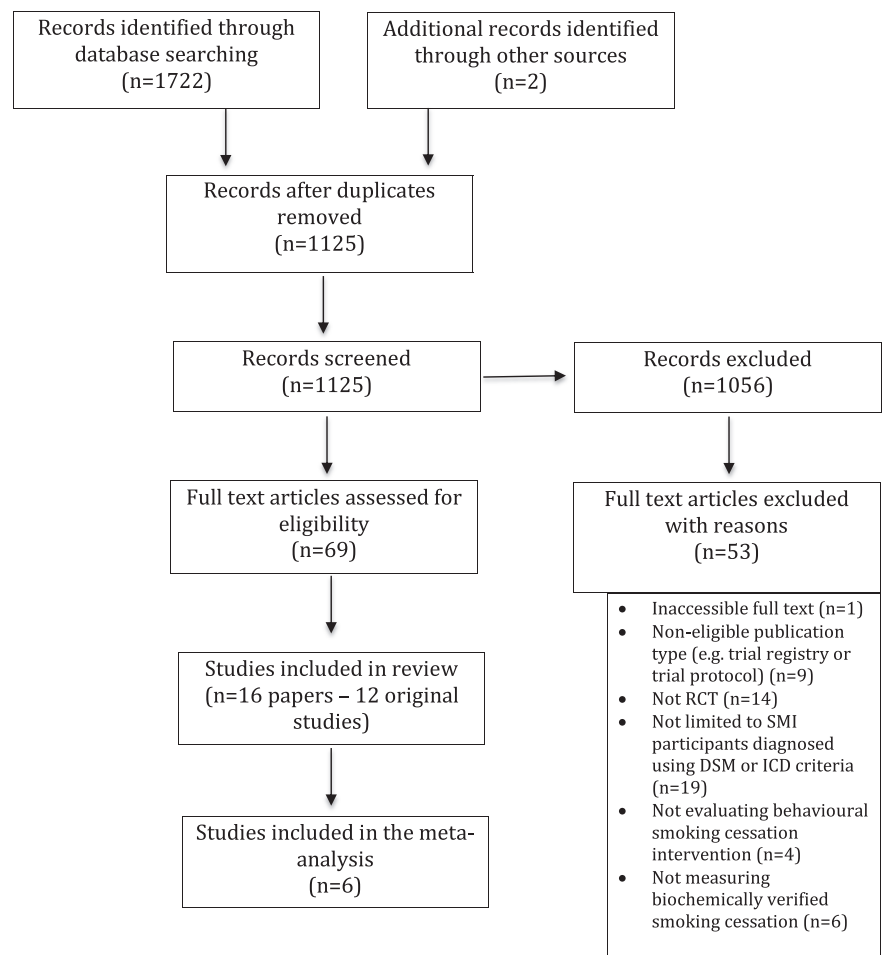 Records identified through
database searching
(n=1722)
Additional records identified
through other sources
(n=2)
Records after duplicates
removed
(n=1125)
Records screened
(n=1125)
Records excluded
(n=1056)
Full text articles assessed for
eligibility
(n=69)
Full text articles excluded
with reasons
(n=53)
• Inaccessible full text (n=1)
• Non-eligible publication
type (e.g. trial registry or
trial protocol) (n=9)
• Not RCT (n=14)
• Not limited to SMI
participants diagnosed
using DSM or ICD criteria
(n=19)
• Not evaluating behavioural
smoking cessation
intervention (n=4)
• Not measuring
biochemically verified
smoking cessation (n=6)
Studies included in review
(n=16 papers – 12 original
studies)
Studies included in the meta-
analysis
(n=6)